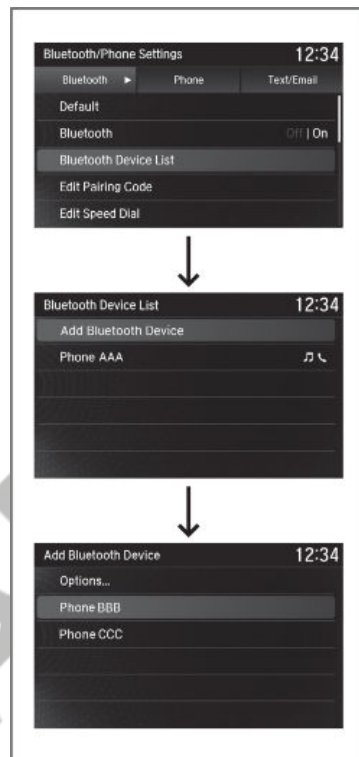 Bluetooth/Phone Settings 12:34
Bluetooth ► Phone Text/Email
Default
Bluetooth Off | On
Bluetooth Device List
Edit Pairing Code
Edit Speed Dial
Bluetooth Device List 12:34
Add Bluetooth Device
Phone AAA
Add Bluetooth Device 12:34
Options...
Phone BBB
Phone CCC